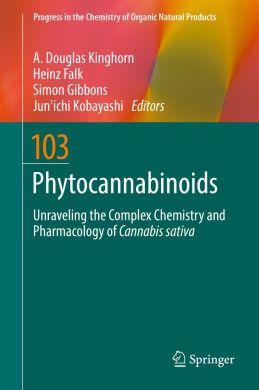 Progress in the Chemistry of Organic Natural Products
A. Douglas Kinghorn
Heinz Falk
Simon Gibbons
Jun'ichi Kobayashi Editors
103
Phytocannabinoids
Unraveling the Complex Chemistry and
Pharmacology of Cannabis sativa
Springer